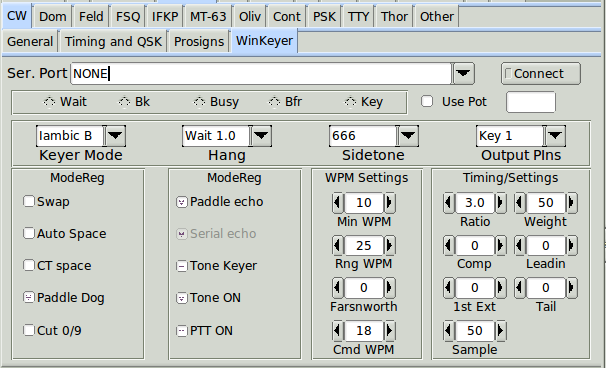 CW Dom Feld FSQ IFKP MT-63 Oliv Cont PSK TTY Thor Other
General Timing and QSK Prosigns WinKeyer
Ser. Port NONE Connect
Wait Bk Busy Bfr Key Use Pot
Iambic B Wait 1.0 666 Key 1
Keyer Mode Hang Sidetone Output PIns
ModeReg ModeReg WPM Settings Timing/Settings
Swap Paddle echo 10 3.0 50
Min WPM Ratio Weight
Auto Space Serial echo 25 0 0
Rng WPM Comp Leadin
CT space Tone Keyer 0 0 0
Paddle Dog Tone ON Farsnworth 1st Ext Tail
Cut 0/9 PTT ON 18 50
Cmd WPM Sample